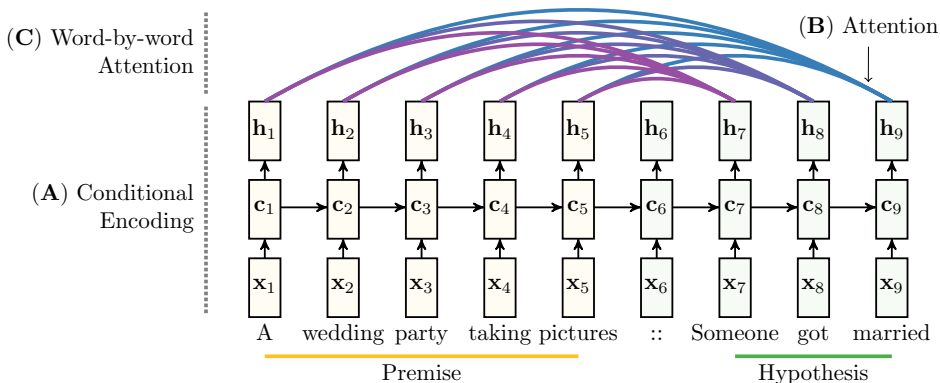 (C) Word-by-word
Attention
(B) Attention
h1 h2 h3 h4 h5 h6 h7 h8 h9
(A) Conditional
Encoding
c1 c2 c3 c4 c5 c6 c7 c8 c9
x1 x2 x3 x4 x5 x6 x7 x8 x9
A wedding party taking pictures :: Someone got married
Premise Hypothesis